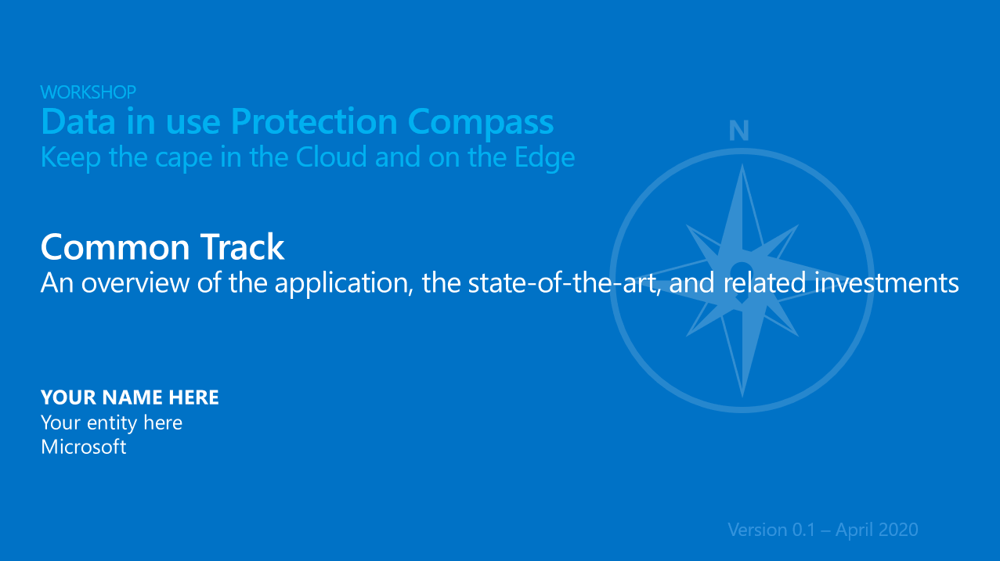 WORKSHOP
Data in use Protection Compass
Keep the cape in the Cloud and on the Edge
N
Common Track
An overview of the application, the state-of-the-art, and related investments
YOUR NAME HERE
Your entity here
Microsoft
Version 0.1 – April 2020